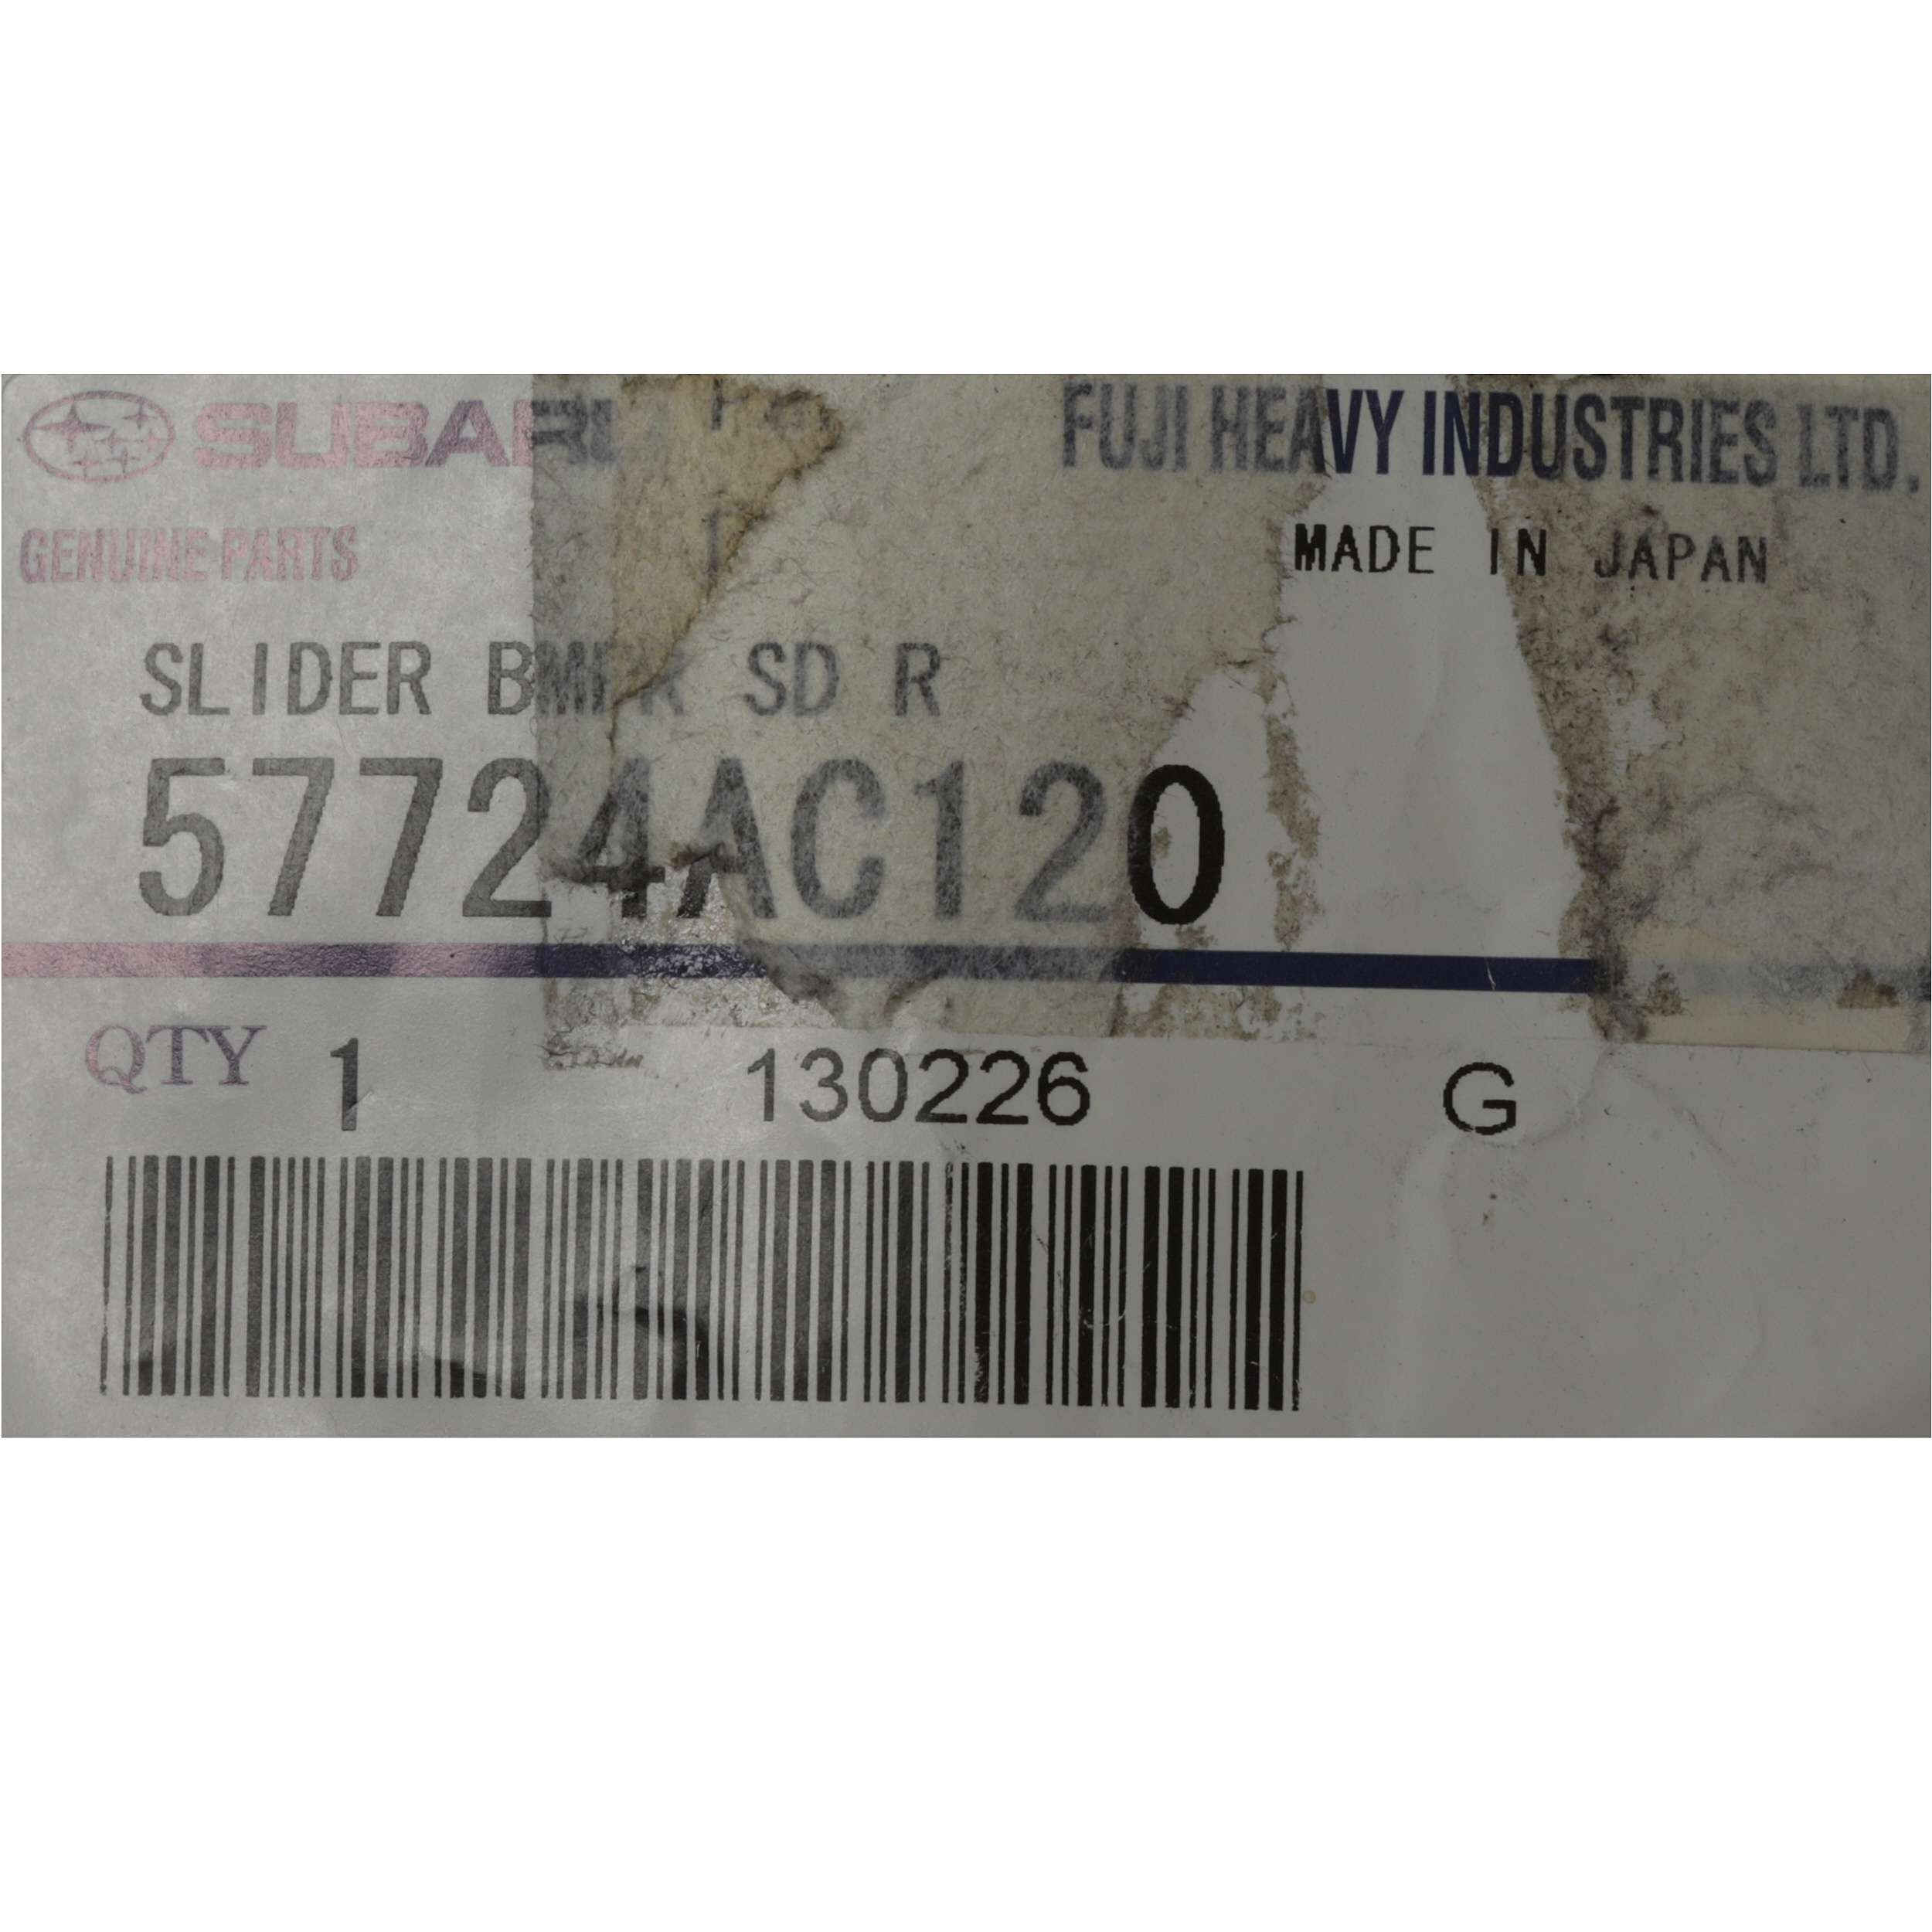 SUBARU FUJI HEAVY INDUSTRIES LTD.
GENUINE PARTS MADE IN JAPAN
SLIDER BMPR SD R
57724AC120
QTY 1 130226 G